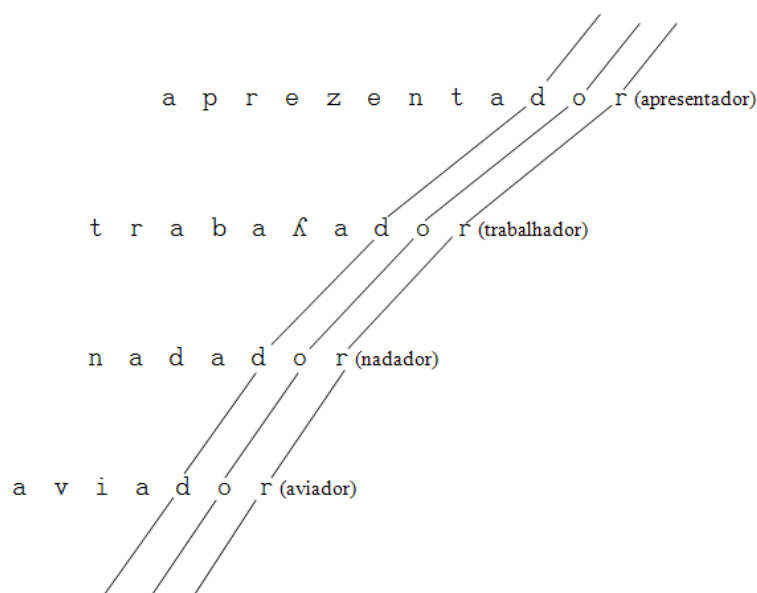 a p r e z e n t a d o r (apresentador)
t r a b a ʎ a d o r (trabalhador)
n a d a d o r (nadador)
a v i a d o r (aviador)